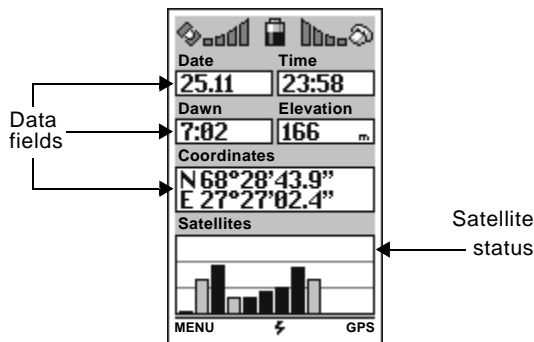 Date Time
25.11 23:58
Dawn Elevation
7:02 166 m
Coordinates
N 68°28'43.9”
E 27°27'02.4”
Satellites
MENU GPS
Data
fields
Satellite
status